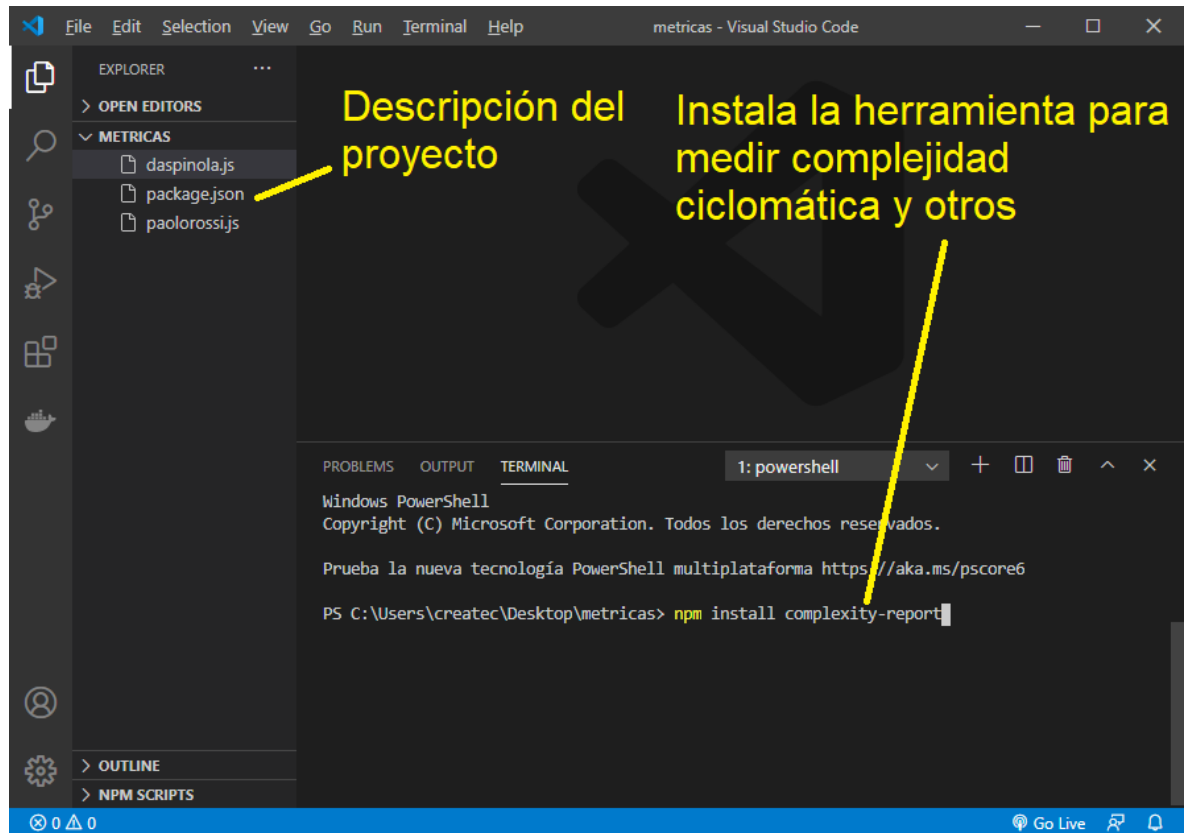 File Edit Selection View Go Run Terminal Help metricas - Visual Studio Code
EXPLORER
OPEN EDITORS
METRICAS
daspinola.js
package.json
paolorossi.js
Descripción del
proyecto
Instala la herramienta para
medir complejidad
ciclomática y otros
PROBLEMS OUTPUT TERMINAL 1: powershell
Windows PowerShell
Copyright (C) Microsoft Corporation. Todos los derechos reservados.
Prueba la nueva tecnología PowerShell multiplataforma https://aka.ms/pscore6
PS C:\Users\createc\Desktop\metricas> npm install complexity-report
OUTLINE
NPM SCRIPTS
0 0 Go Live